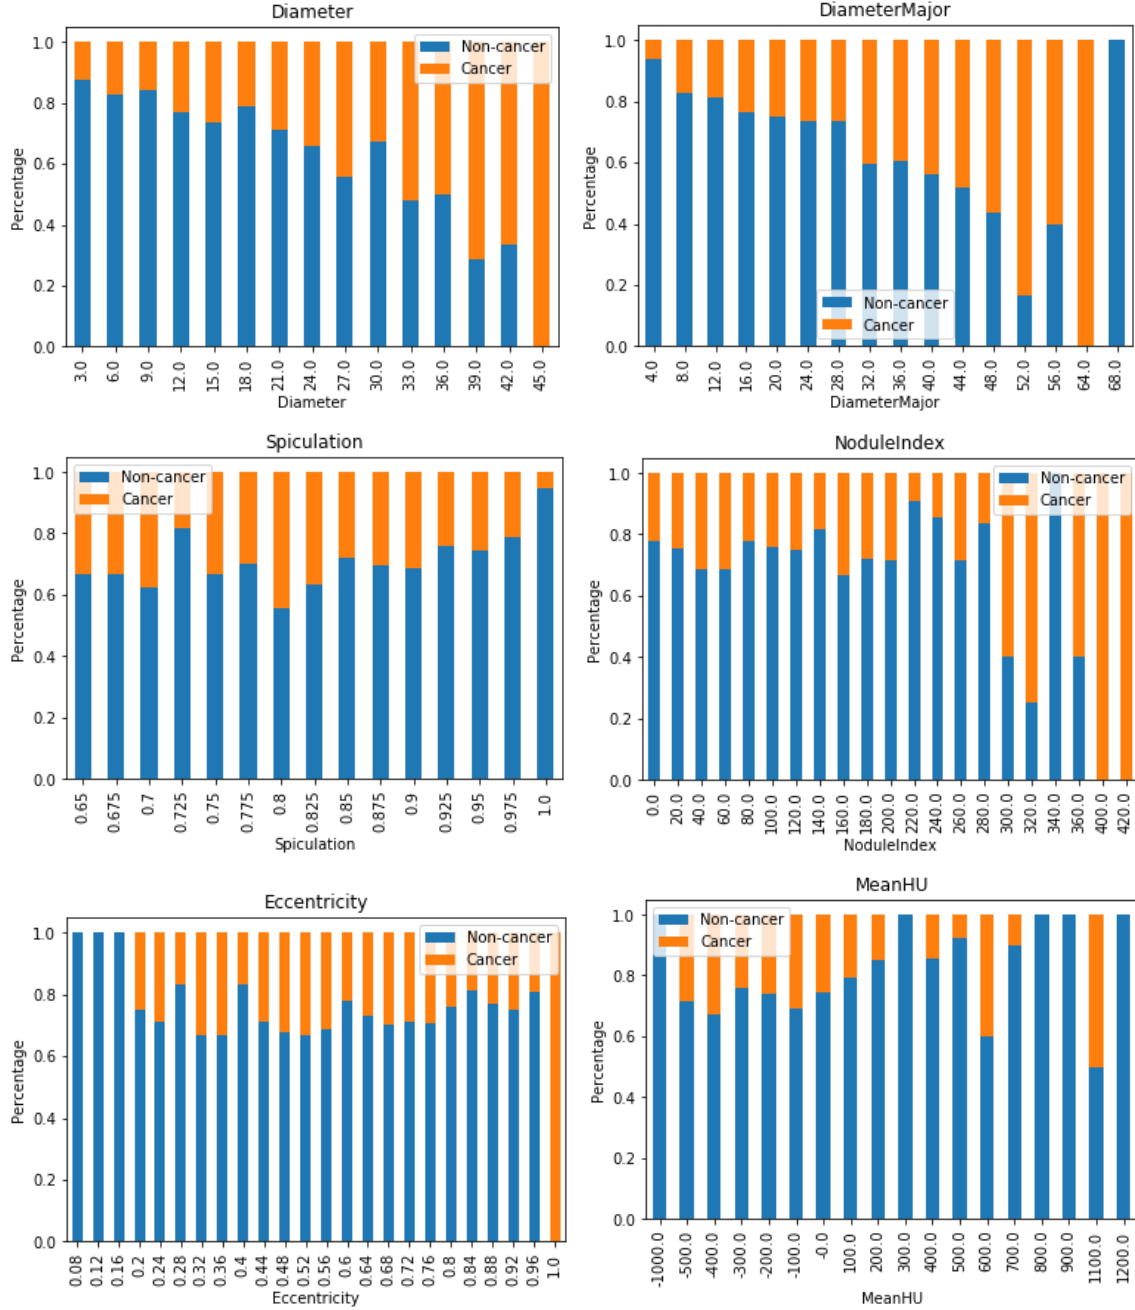 Diameter
Non-cancer
Cancer
Percentage
1.0
0.8
0.6
0.4
0.2
0.0
3.0 6.0 9.0 12.0 15.0 18.0 21.0 24.0 27.0 30.0 33.0 36.0 39.0 42.0 45.0
Diameter
DiameterMajor
Non-cancer
Cancer
Percentage
1.0
0.8
0.6
0.4
0.2
0.0
4.0 8.0 12.0 16.0 20.0 24.0 28.0 32.0 36.0 40.0 44.0 48.0 52.0 56.0 64.0 68.0
DiameterMajor
Spiculation
Non-cancer
Cancer
Percentage
1.0
0.8
0.6
0.4
0.2
0.0
0.65 0.675 0.7 0.725 0.75 0.775 0.8 0.825 0.85 0.875 0.9 0.925 0.95 0.975 1.0
Spiculation
NoduleIndex
Non-cancer
Cancer
Percentage
1.0
0.8
0.6
0.4
0.2
0.0
0.0 20.0 40.0 60.0 80.0 100.0 120.0 140.0 160.0 180.0 200.0 220.0 240.0 260.0 280.0 300.0 320.0 340.0 360.0 400.0 420.0
NoduleIndex
Eccentricity
Non-cancer
Cancer
Percentage
1.0
0.8
0.6
0.4
0.2
0.0
0.08 0.12 0.16 0.2 0.24 0.28 0.32 0.36 0.4 0.44 0.48 0.52 0.56 0.6 0.64 0.68 0.72 0.76 0.8 0.84 0.88 0.92 0.96 1.0
Eccentricity
MeanHU
Non-cancer
Cancer
Percentage
1.0
0.8
0.6
0.4
0.2
0.0
-1000.0 -500.0 -400.0 -300.0 -200.0 -100.0 -0.0 100.0 200.0 300.0 400.0 500.0 600.0 700.0 800.0 900.0 1100.0 1200.0
MeanHU